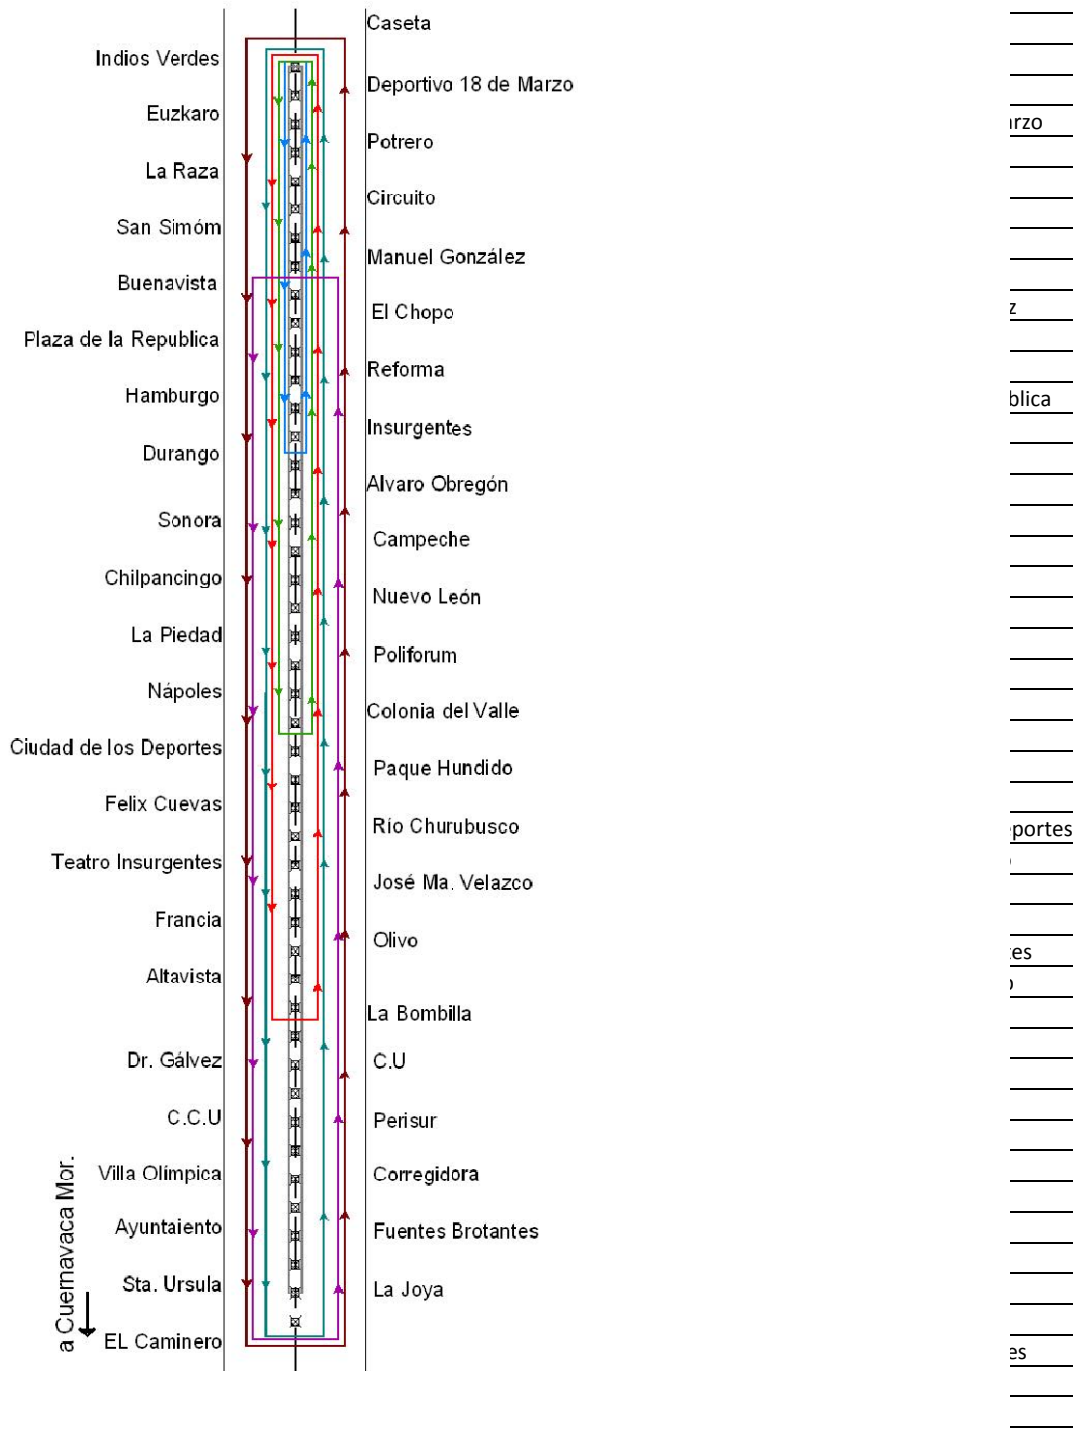 Caseta
Indios Verdes
Deportivo 18 de Marzo
Euzkaro
Potrero
La Raza
Circuito
San Simóm
Manuel González
Buenavista
El Chopo
Plaza de la Republica
Reforma
Hamburgo
Insurgentes
Durango
Alvaro Obregón
Sonora
Campeche
Chilpancingo
Nuevo León
La Piedad
Poliforum
Nápoles
Colonia del Valle
Ciudad de los Deportes
Paque Hundido
Felix Cuevas
Río Churubusco
Teatro Insurgentes
José Ma. Velazco
Francia
Olivo
Altavista
La Bombilla
Dr. Gálvez
C.U
C.C.U
Perisur
Villa Olímpica
Corregidora
Ayuntaiento
Fuentes Brotantes
Sta. Ursula
La Joya
EL Caminero
a Cuernavaca Mor.
rzo
z
blica
portes
es
es